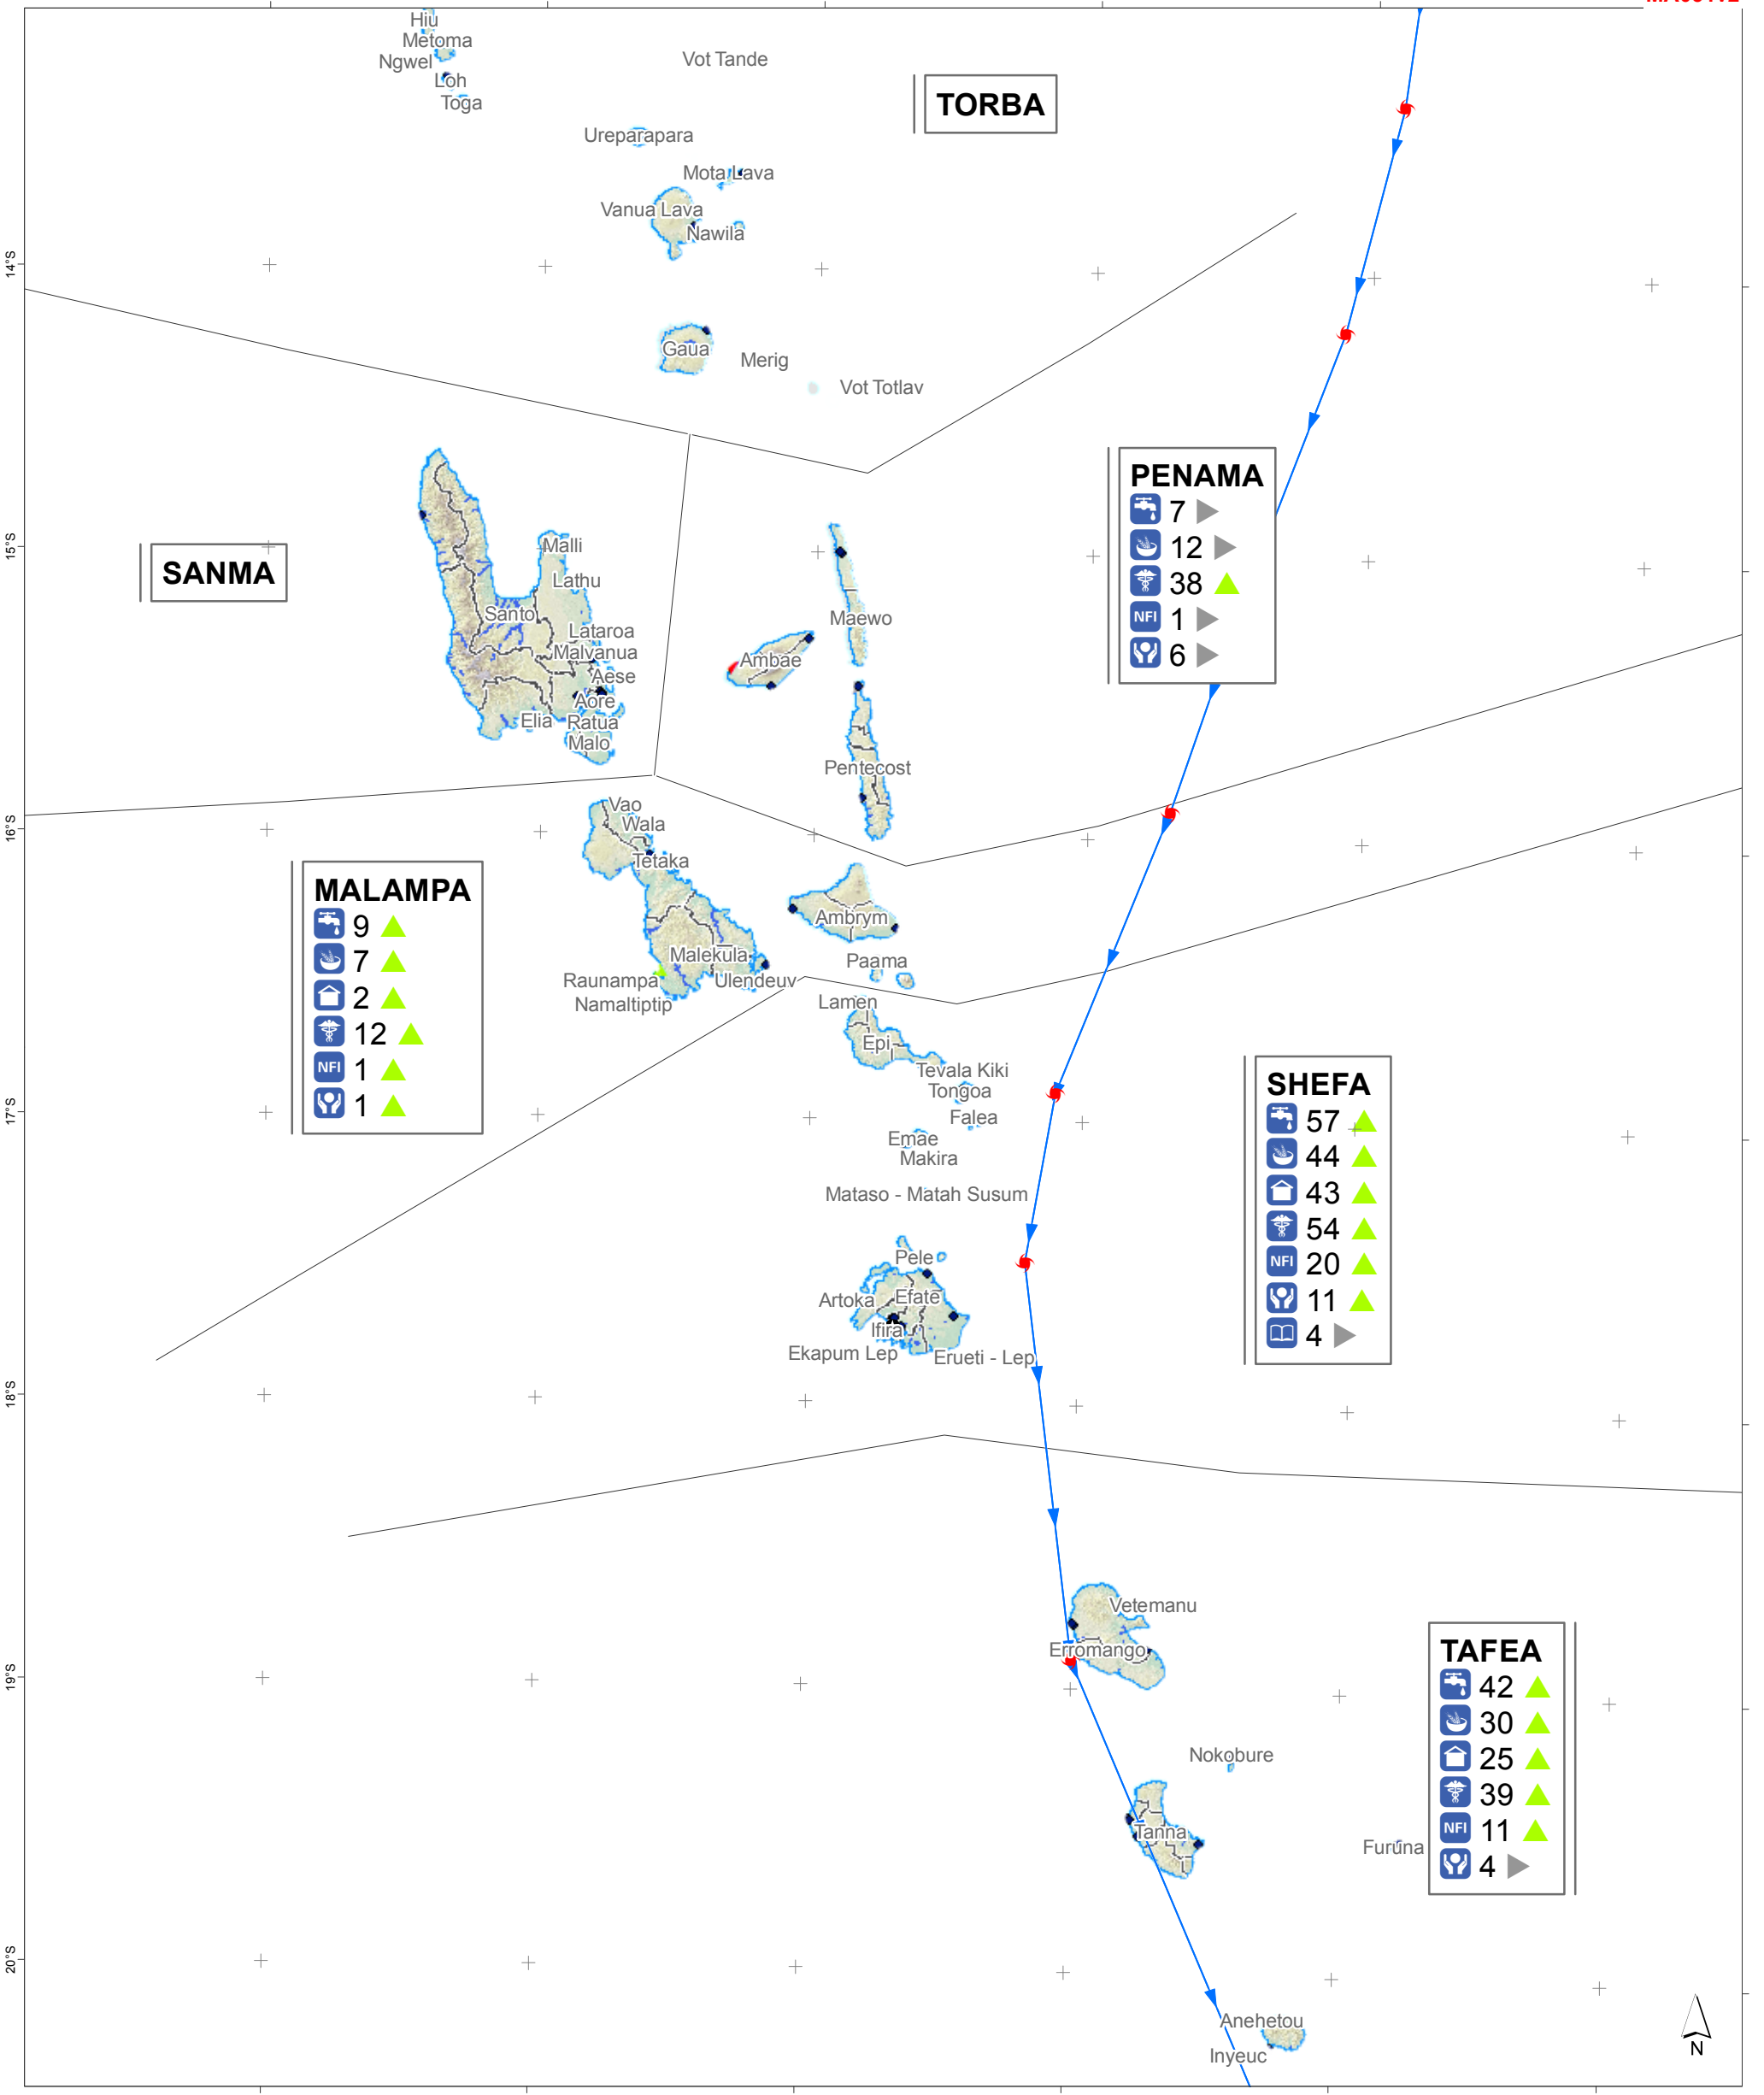 Hiu
Metoma
Ngwel
Loh
Toga
Vot Tande
TORBA
Ureparapara
Mota Lava
Vanua Lava
Nawila
14°S
Gaua
Merig
Vot Totlav
PENAMA
7
12
38
NFI 1
6
15°S
SANMA
Malli
Lathu
Santo
Lataroa
Malvanua
Aese
Aore
Elia
Ratua
Malo
Maewo
Ambae
Pentecost
16°S
Vao
Wala
Tetaka
MALAMPA
9
7
2
12
NFI 1
1
Ambrym
Malekula
Paama
Raunampa
Ulendeuv
Namaltiptip
Lamen
Epi
Tevala Kiki
Tongoa
Falea
17°S
Emae
Makira
Mataso - Matah Susum
SHEFA
57
44
43
54
NFI 20
11
4
Pele
Artoka
Efate
Ifira
Ekapum Lep
Erueti - Lep
18°S
Vetemanu
Erromango
19°S
TAFEA
42
30
25
39
NFI 11
4
Nokobure
Tanna
Furuna
20°S
Anehetou
Inyeuc
N